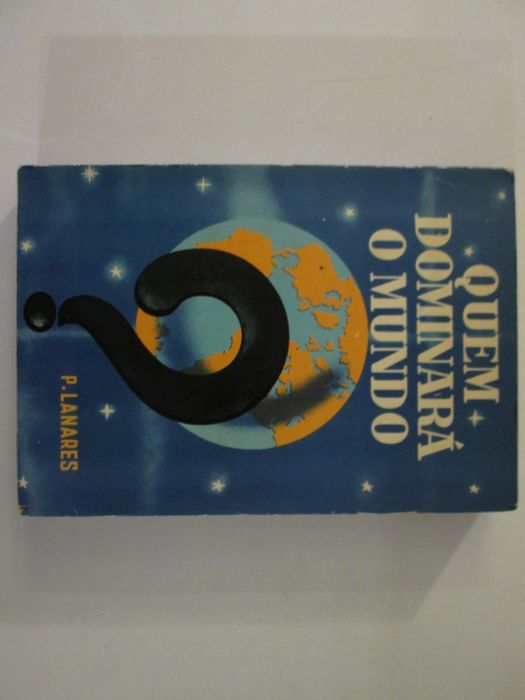 QUEM
DOMINARÁ
O MUNDO
?
P. LANARES